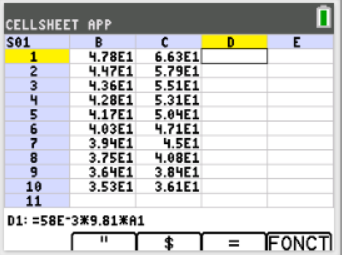 CELLSHEET APP
S01 B C D E
1 4.78E1 6.63E1
2 4.47E1 5.79E1
3 4.36E1 5.51E1
4 4.28E1 5.31E1
5 4.17E1 5.04E1
6 4.03E1 4.71E1
7 3.94E1 4.5E1
8 3.75E1 4.08E1
9 3.64E1 3.84E1
10 3.53E1 3.61E1
11
D1: =58E-3*9.81*A1
" $ = FONCT